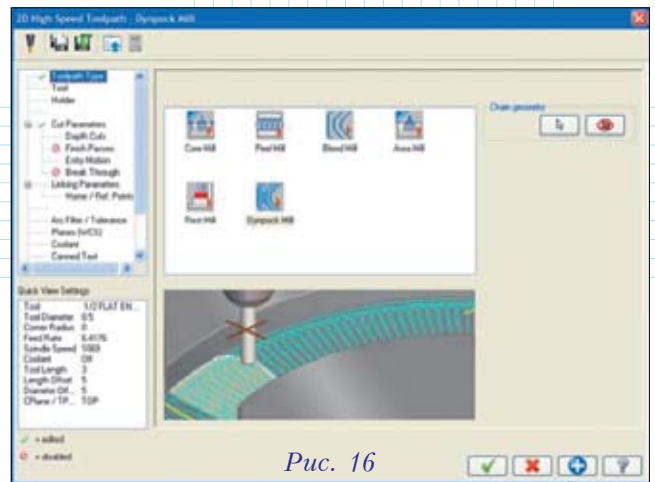 2D High Speed Toolpath - Dynpock Mill
Toolpath Type
Tool
Holder
Cut Parameters
Depth Cuts
Finish Passes
Entry Motion
Break Through
Linking Parameters
Home / Ref. Points
Arc Filter / Tolerance
Planes (WCS)
Coolant
Canned Text
Core Mill
Peel Mill
Blend Mill
Area Mill
Rest Mill
Dynpock Mill
Chain geometry
Quick View Settings
Tool 1/2 FLAT EN...
Tool Diameter 0.5
Corner Radius 0
Feed Rate 6.4176
Spindle Speed
Coolant Off
Tool Length 3
Length Offset 5
Diameter Off... 5
CPlane / TP... TOP
= edited
= disabled
Рис. 16